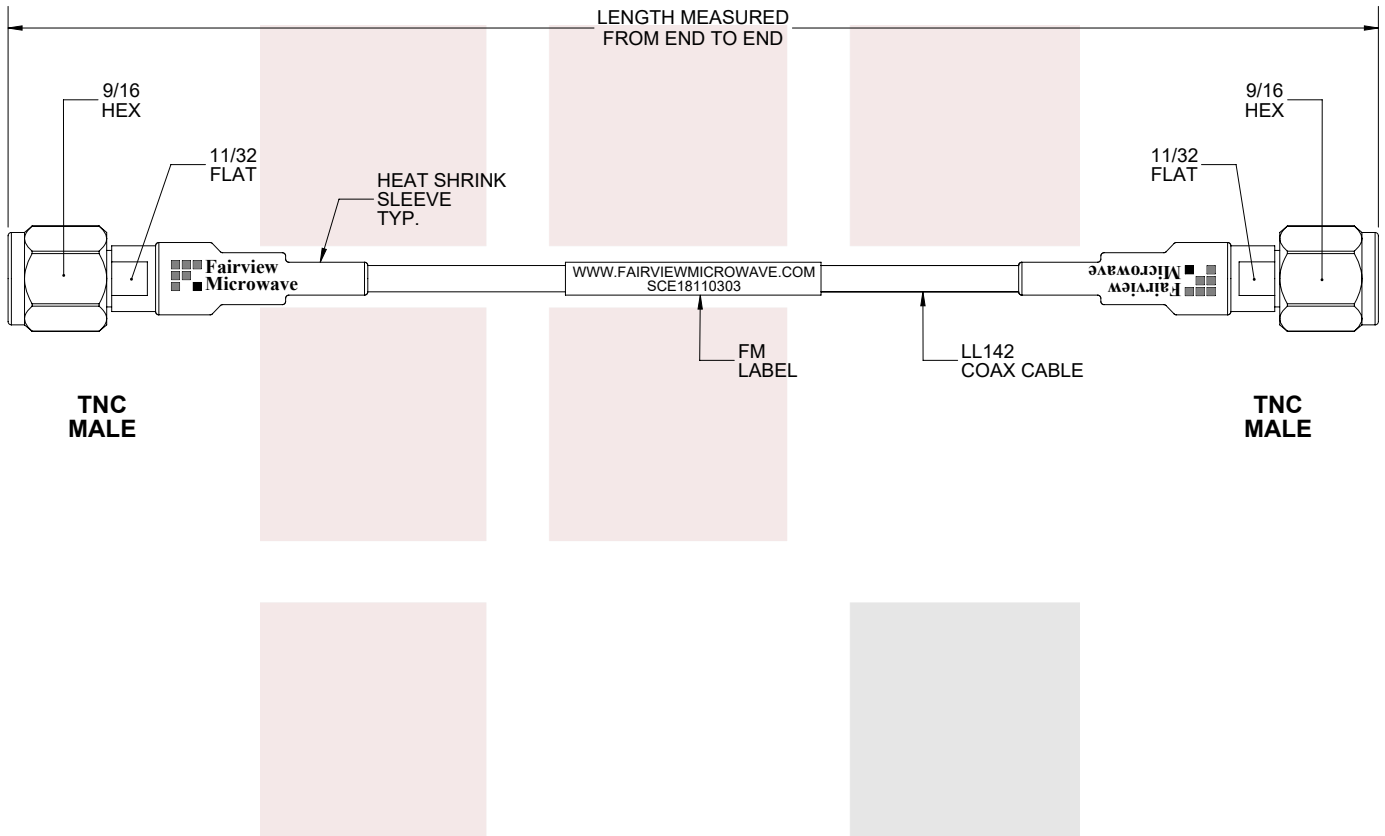 LENGTH MEASURED
FROM END TO END
9/16
HEX
9/16
HEX
11/32
FLAT
11/32
FLAT
HEAT SHRINK
SLEEVE
TYP.
Fairview
Microwave
WWW.FAIRVIEWMICROWAVE.COM
SCE18110303
Fairview
Microwave
FM
LABEL
LL142
COAX CABLE
TNC
MALE
TNC
MALE